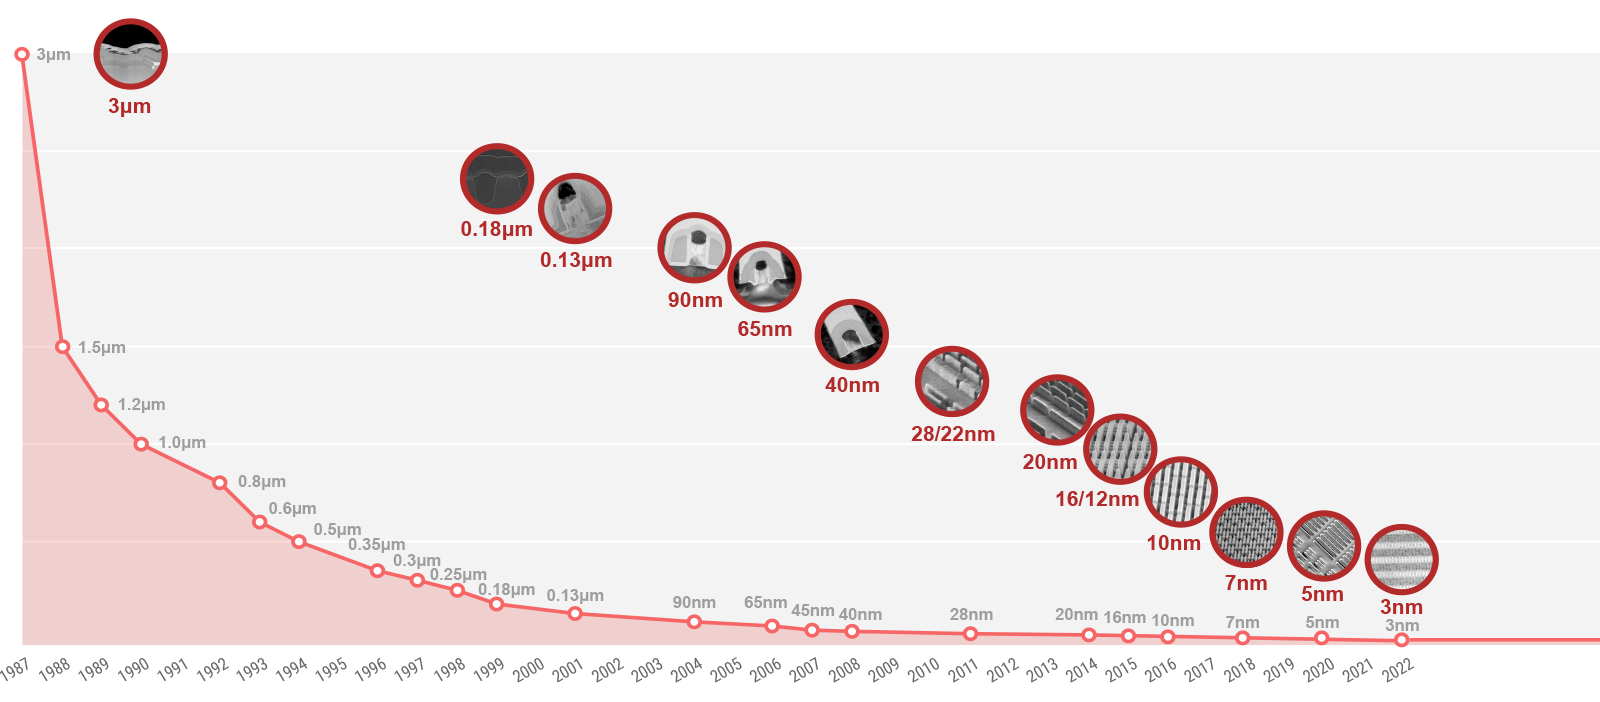 3µm
3µm
1.5µm
1.2µm
1.0µm
0.8µm
0.6µm
0.5µm
0.35µm
0.3µm
0.25µm
0.18µm
0.13µm
90nm
65nm
45nm
40nm
28nm
20nm
16nm
10nm
7nm
5nm
3nm
0.18µm
0.13µm
90nm
65nm
40nm
28/22nm
20nm
16/12nm
10nm
7nm
5nm
3nm
1987
1988
1989
1990
1991
1992
1993
1994
1995
1996
1997
1998
1999
2000
2001
2002
2003
2004
2005
2006
2007
2008
2009
2010
2011
2012
2013
2014
2015
2016
2017
2018
2019
2020
2021
2022